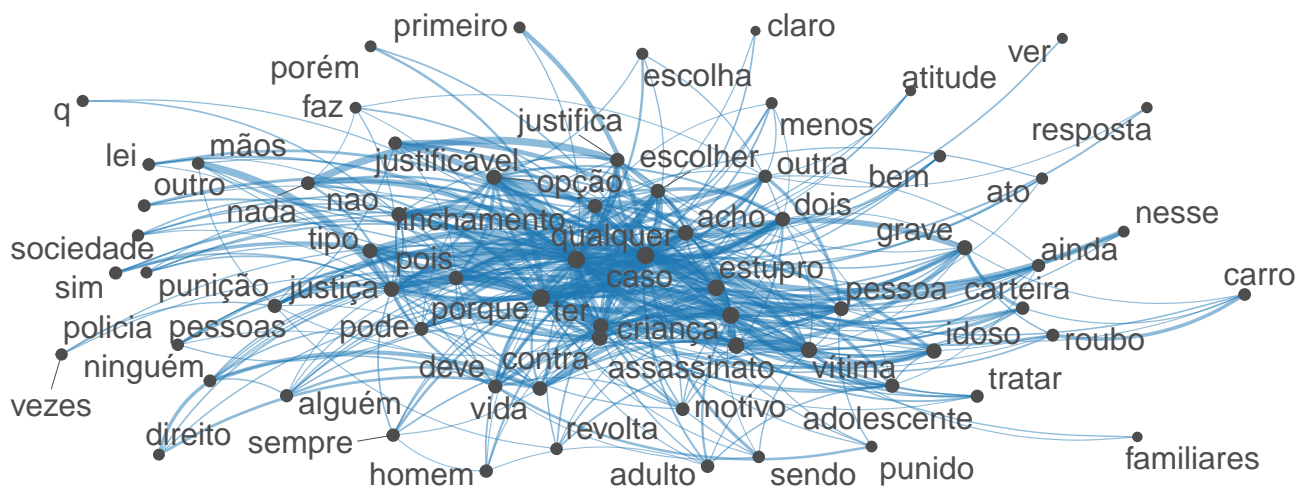 primeiro
claro
ver
porém
escolha
atitude
q
faz
justifica
menos
resposta
lei
mãos
justificável
escolher
outra
outro
nada
nao
opção
bem
ato
sociedade
tipo
linchamento
qualquer
acho
dois
grave
nesse
sim
punição
justiça
pois
caso
estupro
ainda
carro
policia
pessoas
pode
porque
ter
criança
pessoa
carteira
vezes
ninguém
deve
contra
assassinato
vítima
idoso
roubo
direito
alguém
vida
motivo
adolescente
tratar
sempre
revolta
homem
adulto
sendo
punido
familiares